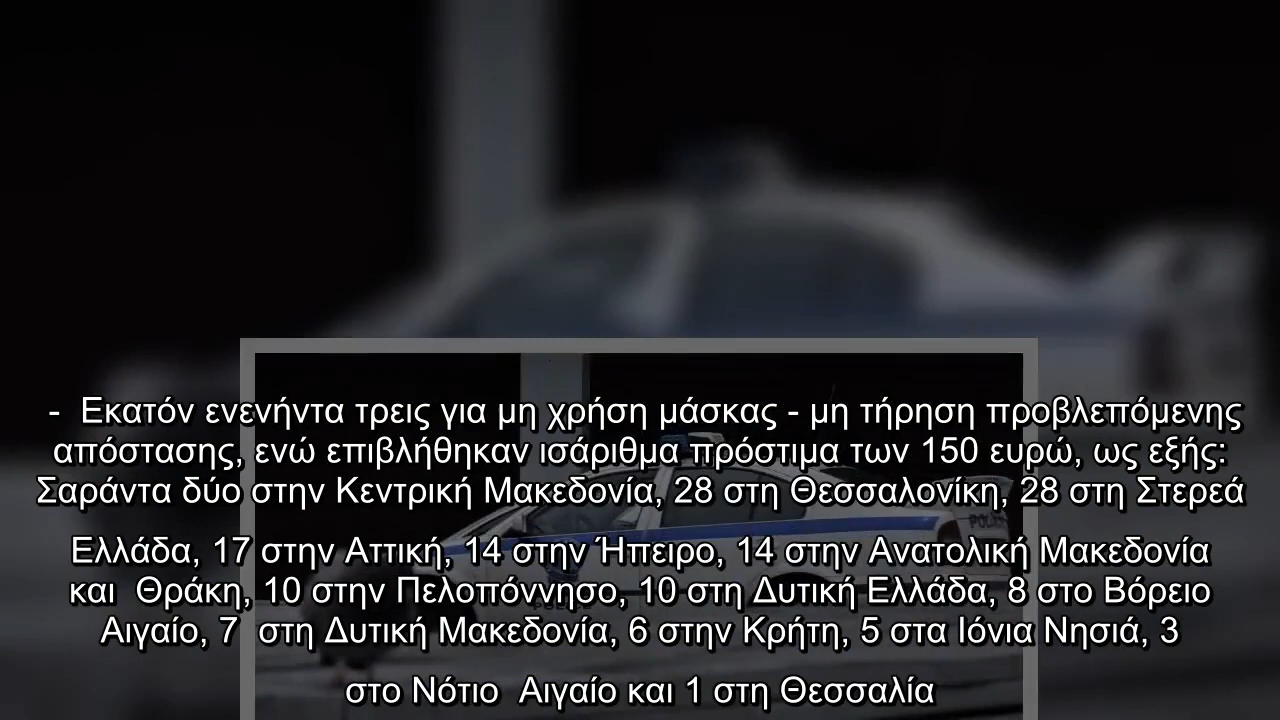 -  Εκατόν ενενήντα τρεις για μη χρήση μάσκας - μη τήρηση προβλεπόμενης
απόστασης, ενώ επιβλήθηκαν ισάριθμα πρόστιμα των 150 ευρώ, ως εξής:
Σαράντα δύο στην Κεντρική Μακεδονία, 28 στη Θεσσαλονίκη, 28 στη Στερεά
Ελλάδα, 17 στην Αττική, 14 στην Ήπειρο, 14 στην Ανατολική Μακεδονία
και  Θράκη, 10 στην Πελοπόννησο, 10 στη Δυτική Ελλάδα, 8 στο Βόρειο
Αιγαίο, 7  στη Δυτική Μακεδονία, 6 στην Κρήτη, 5 στα Ιόνια Νησιά, 3
στο Νότιο  Αιγαίο και 1 στη Θεσσαλία
POLICE